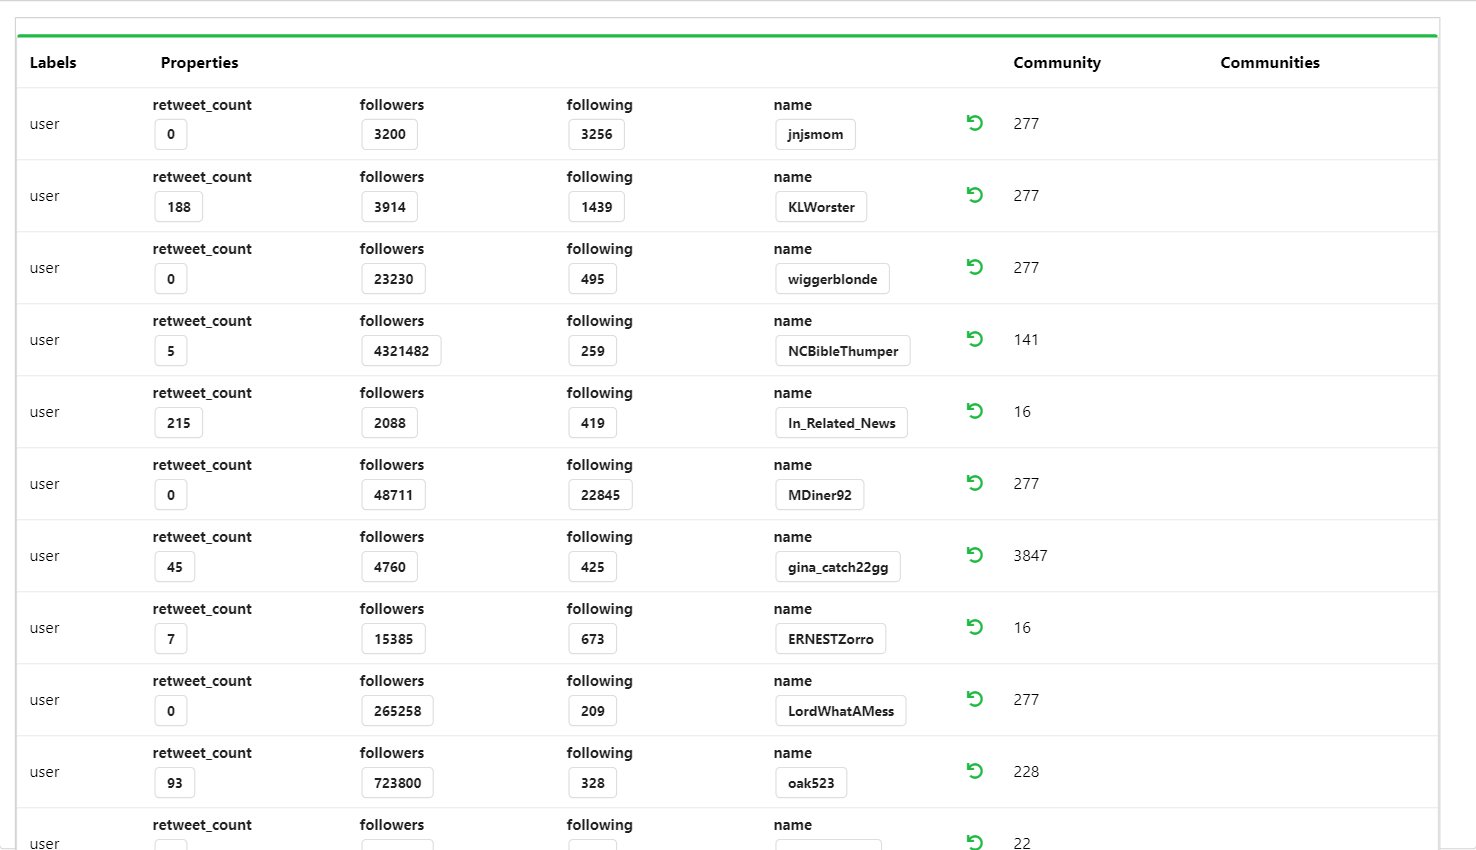 Labels Properties Community Communities
retweet_count followers following name
user 0 3200 3256 jnjsmom 277
retweet_count followers following name
user 188 3914 1439 KLWorster 277
retweet_count followers following name
user 0 23230 495 wiggerblonde 277
retweet_count followers following name
user 5 4321482 259 NCBibleThumper 141
retweet_count followers following name
user 215 2088 419 In_Related_News 16
retweet_count followers following name
user 0 48711 22845 MDiner92 277
retweet_count followers following name
user 45 4760 425 gina_catch22gg 3847
retweet_count followers following name
user 7 15385 673 ERNESTZorro 16
retweet_count followers following name
user 0 265258 209 LordWhatAMess 277
retweet_count followers following name
user 93 723800 328 oak523 228
retweet_count followers following name
user 22